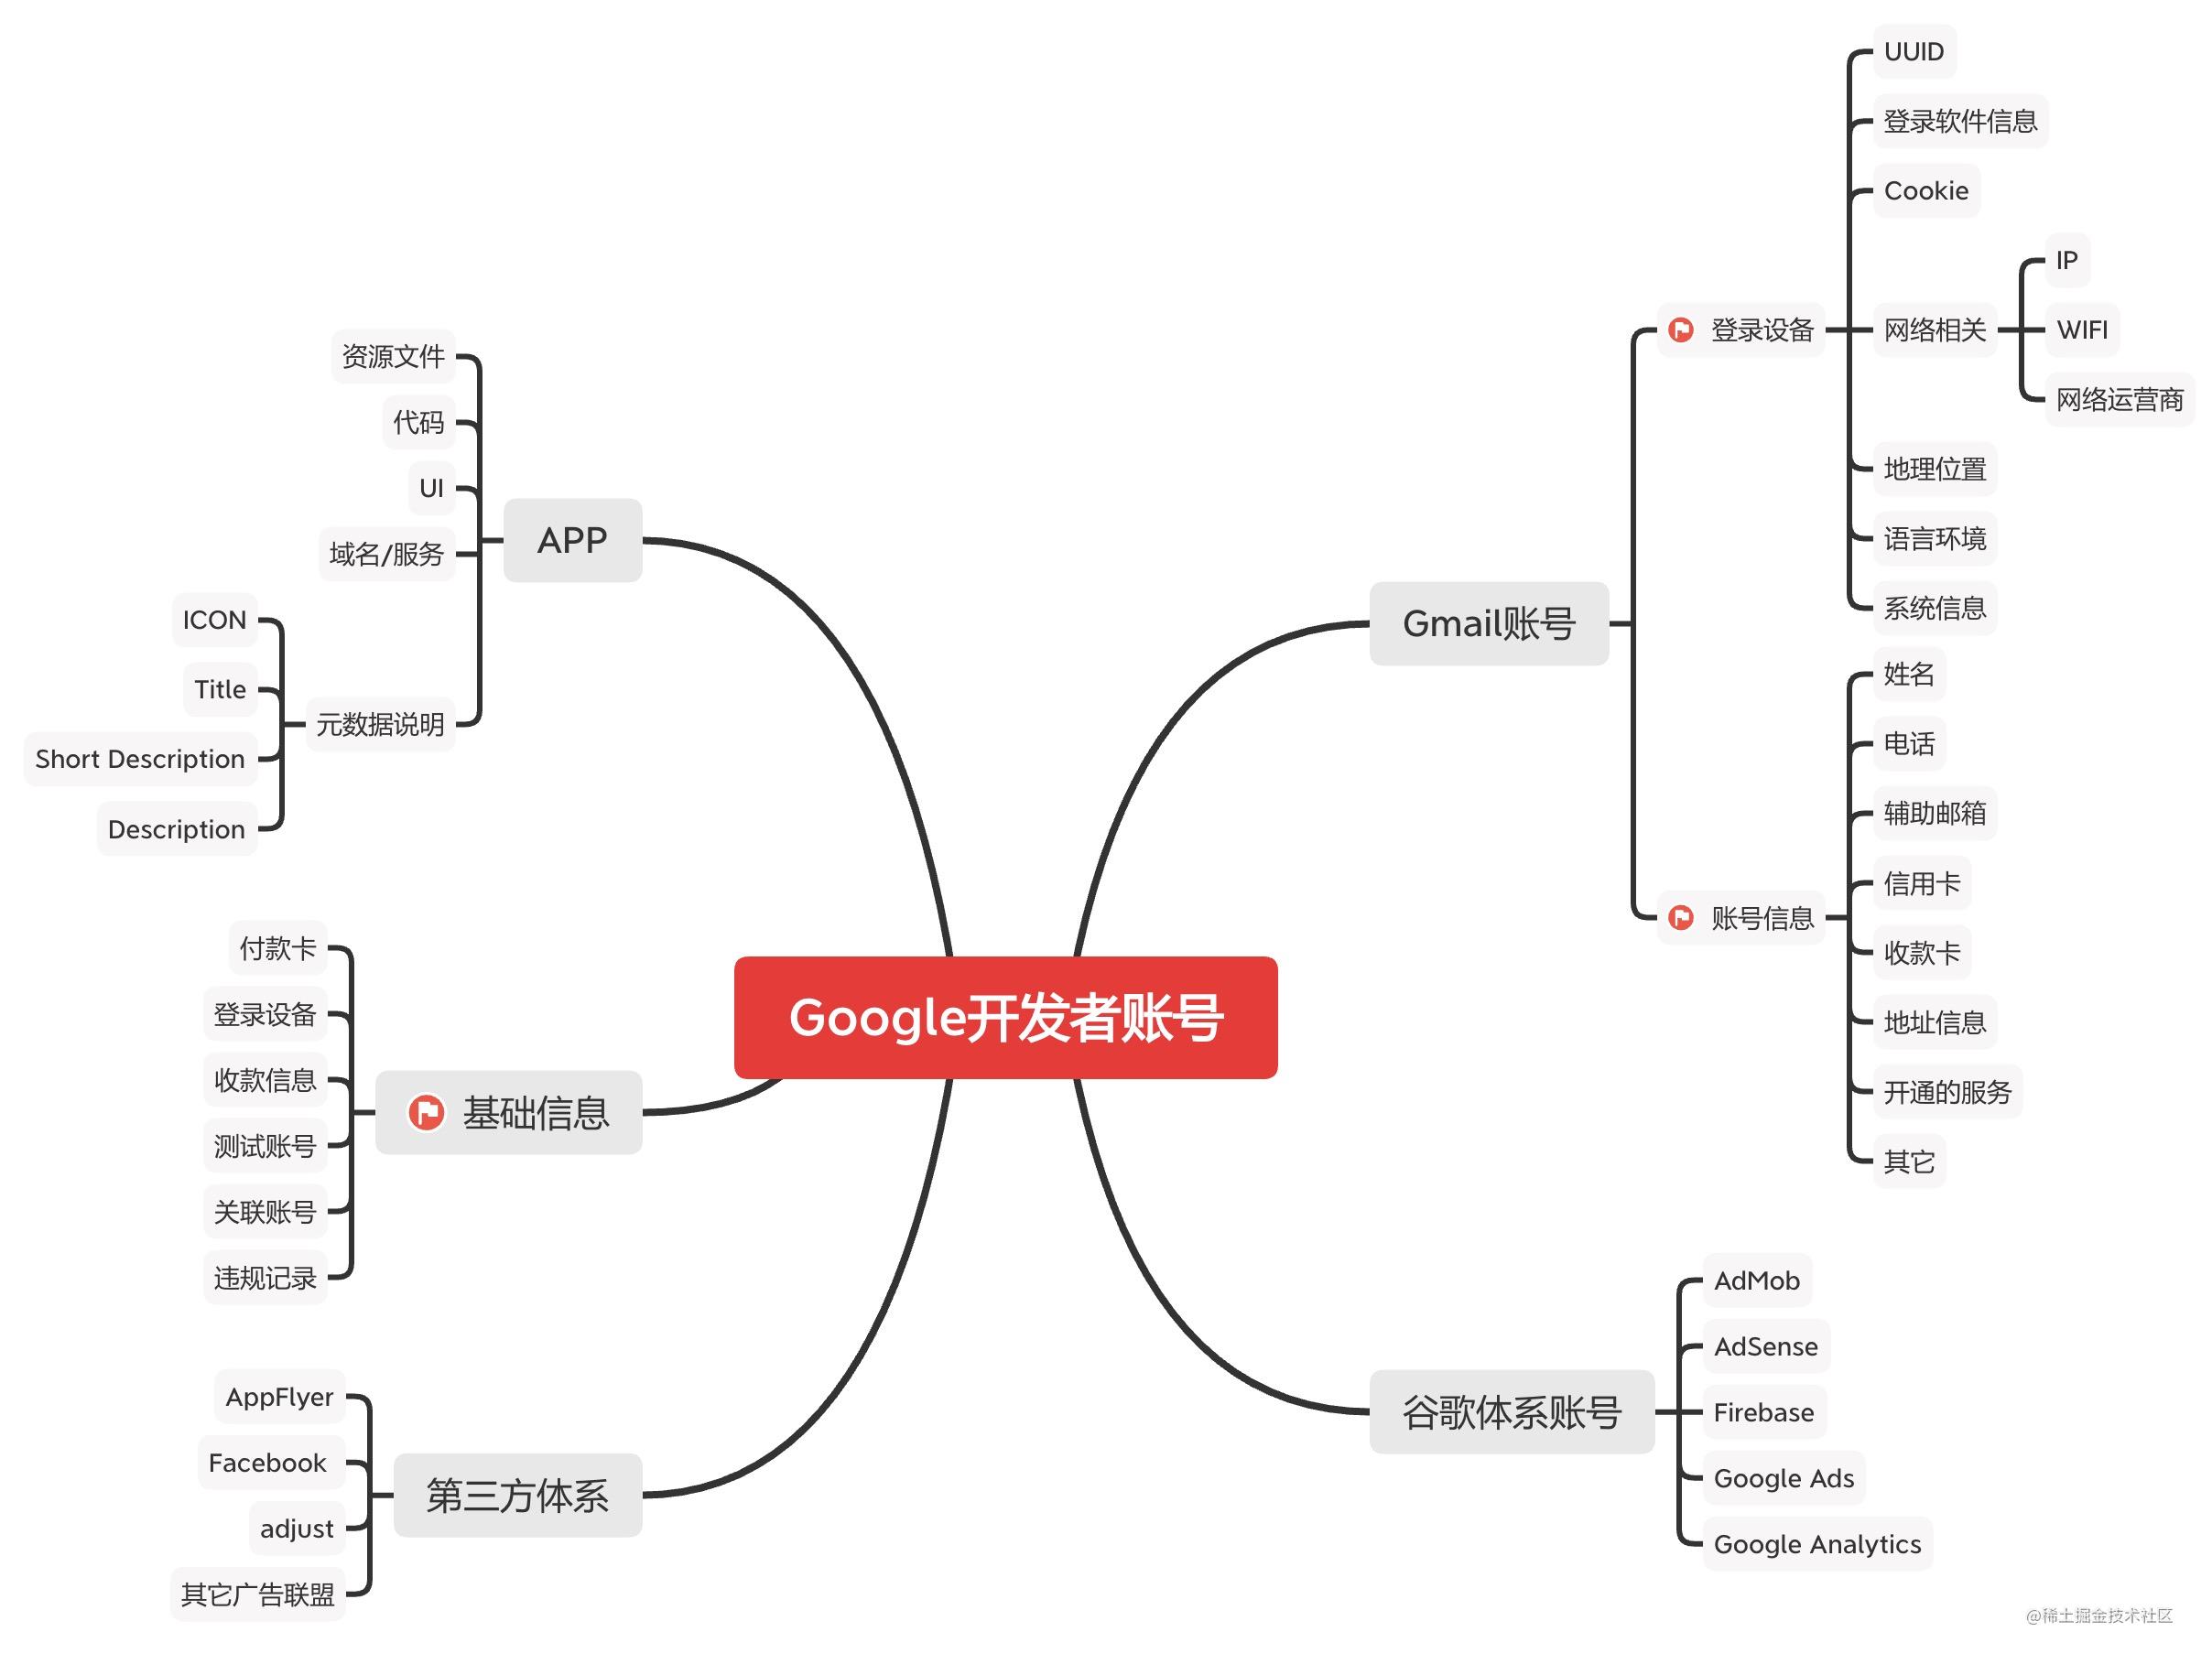 Google开发者账号
Gmail账号
登录设备
UUID
登录软件信息
Cookie
网络相关
IP
WIFI
网络运营商
地理位置
语言环境
系统信息
账号信息
姓名
电话
辅助邮箱
信用卡
收款卡
地址信息
开通的服务
其它
谷歌体系账号
AdMob
AdSense
Firebase
Google Ads
Google Analytics
APP
资源文件
代码
UI
域名/服务
元数据说明
ICON
Title
Short Description
Description
基础信息
付款卡
登录设备
收款信息
测试账号
关联账号
违规记录
第三方体系
AppFlyer
Facebook
adjust
其它广告联盟
@稀土掘金技术社区